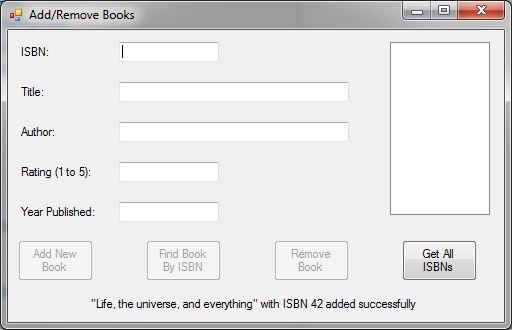 Add/Remove Books
ISBN:
Title:
Author:
Rating (1 to 5):
Year Published:
Add New
Book
Find Book
By ISBN
Remove
Book
Get All
ISBNs
"Life, the universe, and everything" with ISBN 42 added successfully